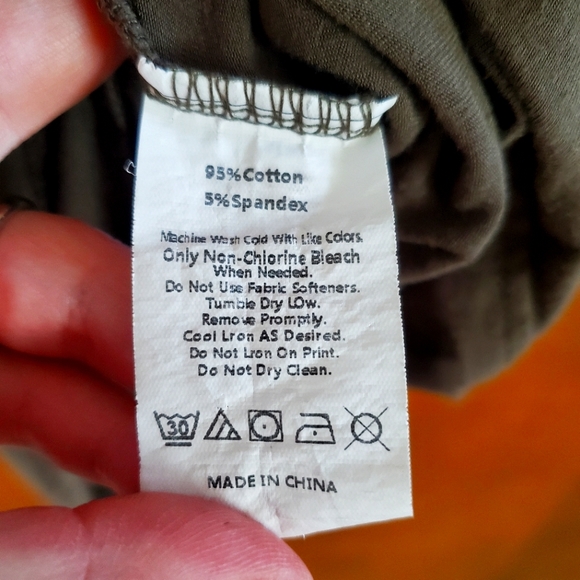 95%Cotton
5%Spandex
Machine Wash Cold With Like Colors.
Only Non-Chlorine Bleach
When Needed.
Do Not Use Fabric Softeners.
Tumble Dry LOw.
Remove Promptly.
Cool Lron AS Desired.
Do Not Lron On Print.
Do Not Dry Clean.
30
MADE IN CHINA